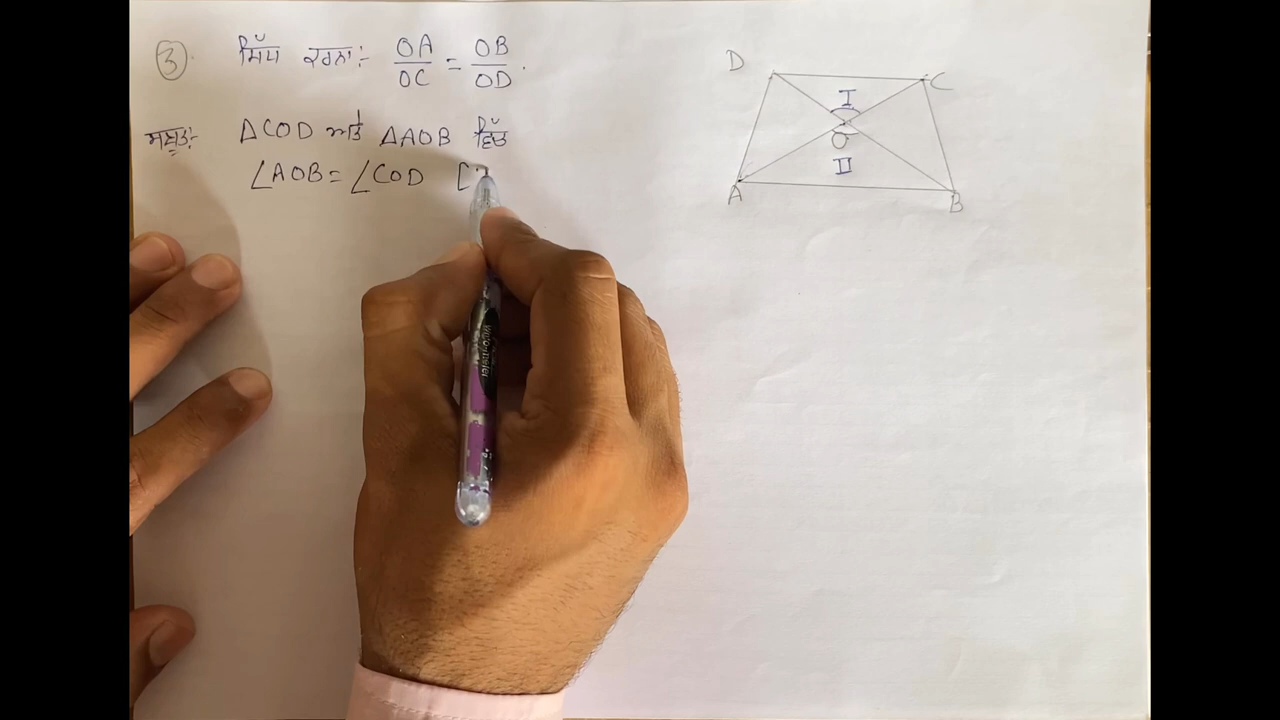 ③. ਸਿੱਧ ਕਰਨਾ:- OA/OC = OB/OD.
ਸਬੂਤ:- ΔCOD ਅਤੇ ΔAOB ਵਿੱਚ
∠AOB = ∠COD [
D
C
I
O
II
A
B